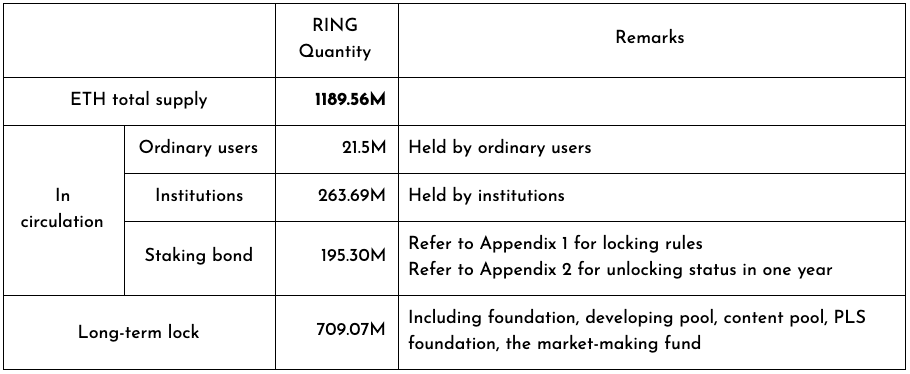 RING
Quantity
Remarks
ETH total supply
1189.56M
In
circulation
Ordinary users
21.5M
Held by ordinary users
Institutions
263.69M
Held by institutions
Staking bond
195.30M
Refer to Appendix 1 for locking rules
Refer to Appendix 2 for unlocking status in one year
Long-term lock
709.07M
Including foundation, developing pool, content pool, PLS
foundation, the market-making fund